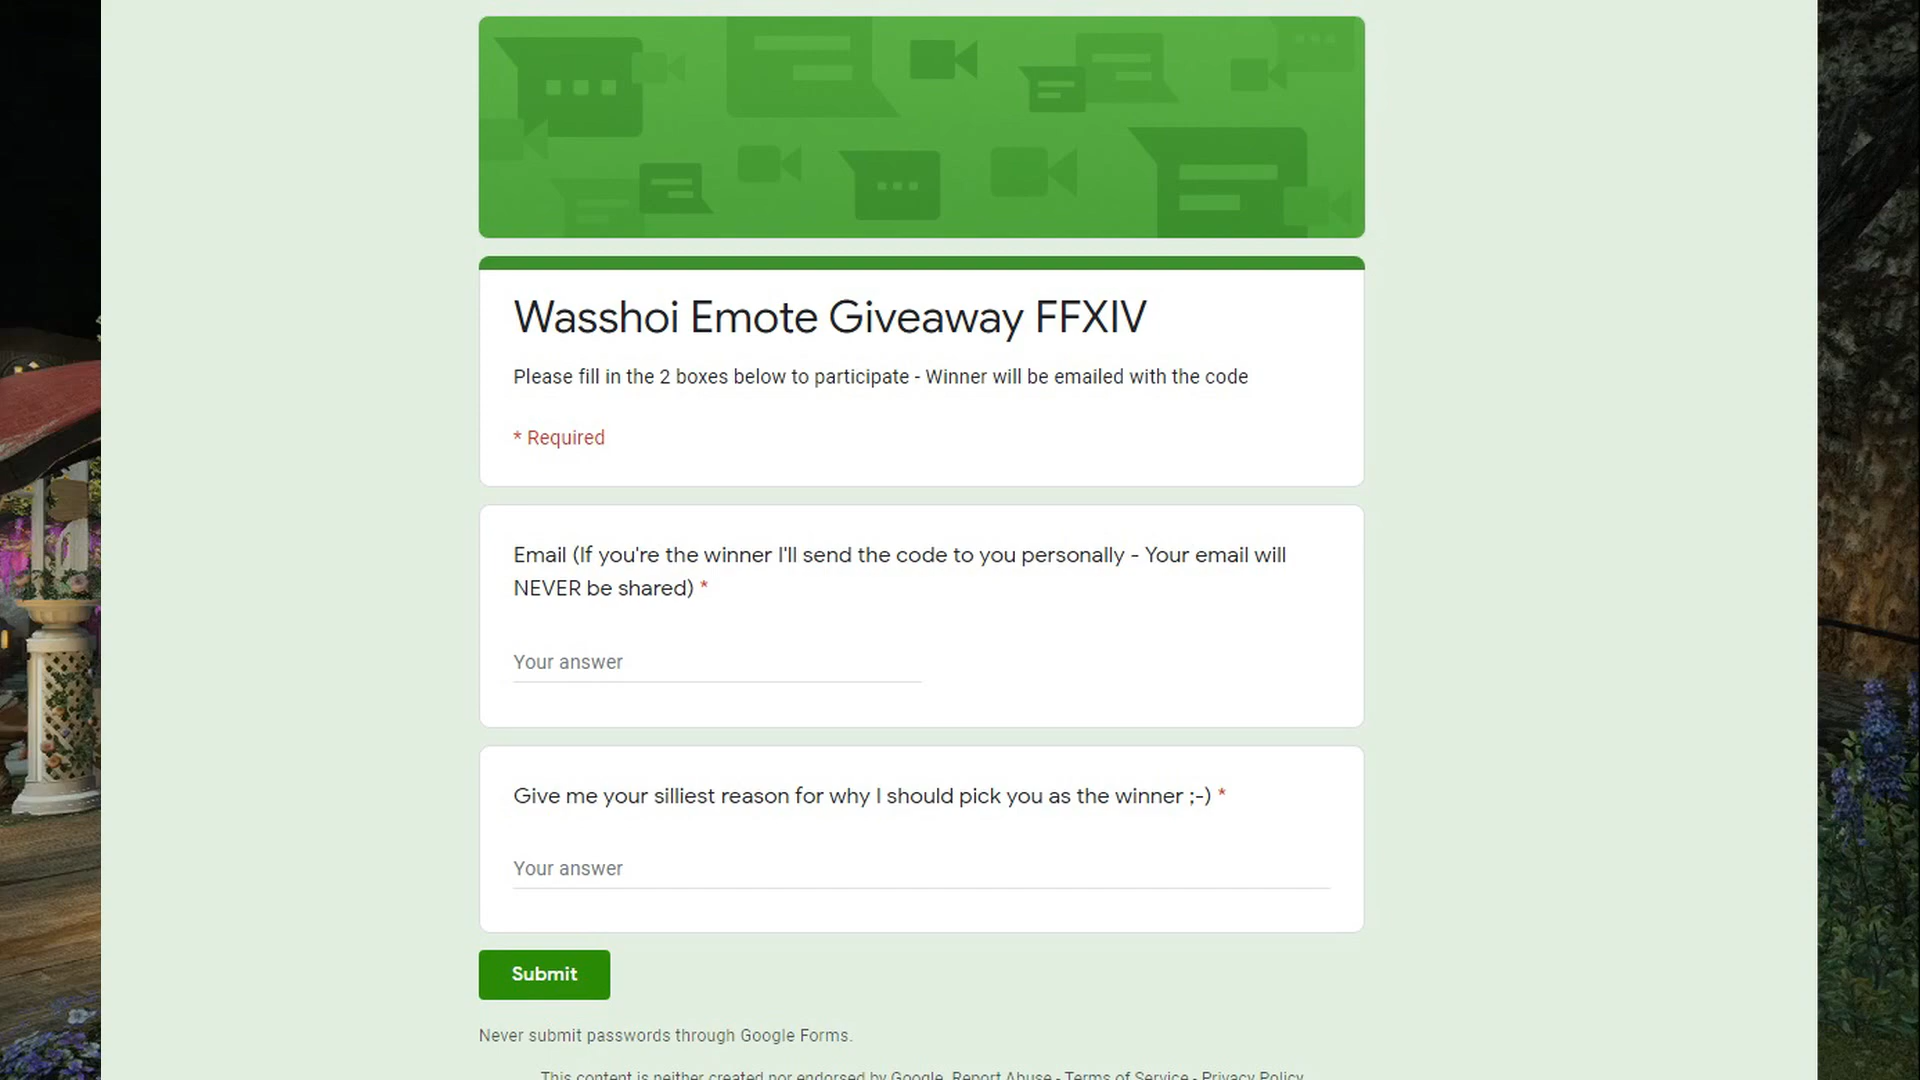 Wasshoi Emote Giveaway FFXIV
Please fill in the 2 boxes below to participate - Winner will be emailed with the code
* Required
Email (If you're the winner I'll send the code to you personally - Your email will
NEVER be shared) *
Your answer
Give me your silliest reason for why I should pick you as the winner ;-) *
Your answer
Submit
Never submit passwords through Google Forms.
This content is neither created nor endorsed by Google. Report Abuse - Terms of Service - Privacy Policy